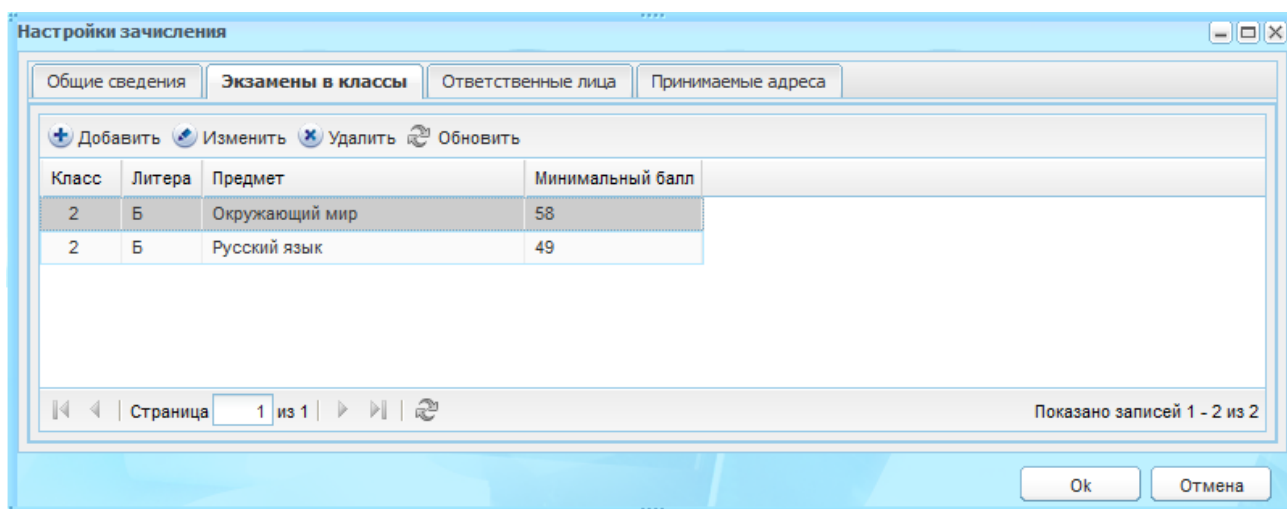 Настройки зачисления
Общие сведения Экзамены в классы Ответственные лица Принимаемые адреса
Добавить Изменить Удалить Обновить
Класс Литера Предмет Минимальный балл
2 Б Окружающий мир 58
2 Б Русский язык 49
Страница 1 из 1 Показано записей 1 - 2 из 2
Ok Отмена